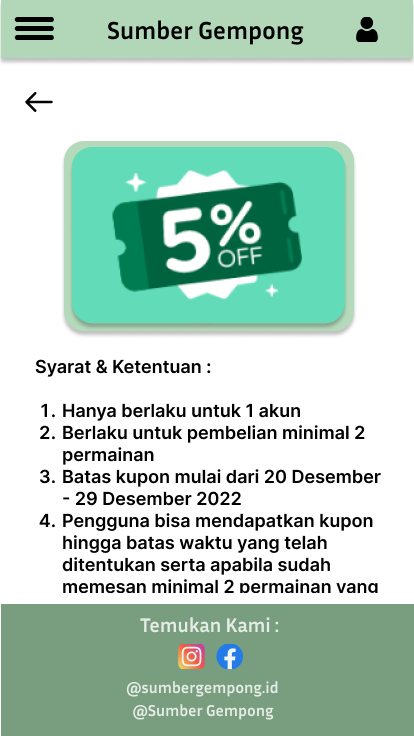 Sumber Gempong
5%
OFF
Syarat & Ketentuan :
1. Hanya berlaku untuk 1 akun
2. Berlaku untuk pembelian minimal 2
permainan
3. Batas kupon mulai dari 20 Desember
- 29 Desember 2022
4. Pengguna bisa mendapatkan kupon
hingga batas waktu yang telah
ditentukan serta apabila sudah
memesan minimal 2 permainan yang
Temukan Kami :
@sumbergempong.id
@Sumber Gempong